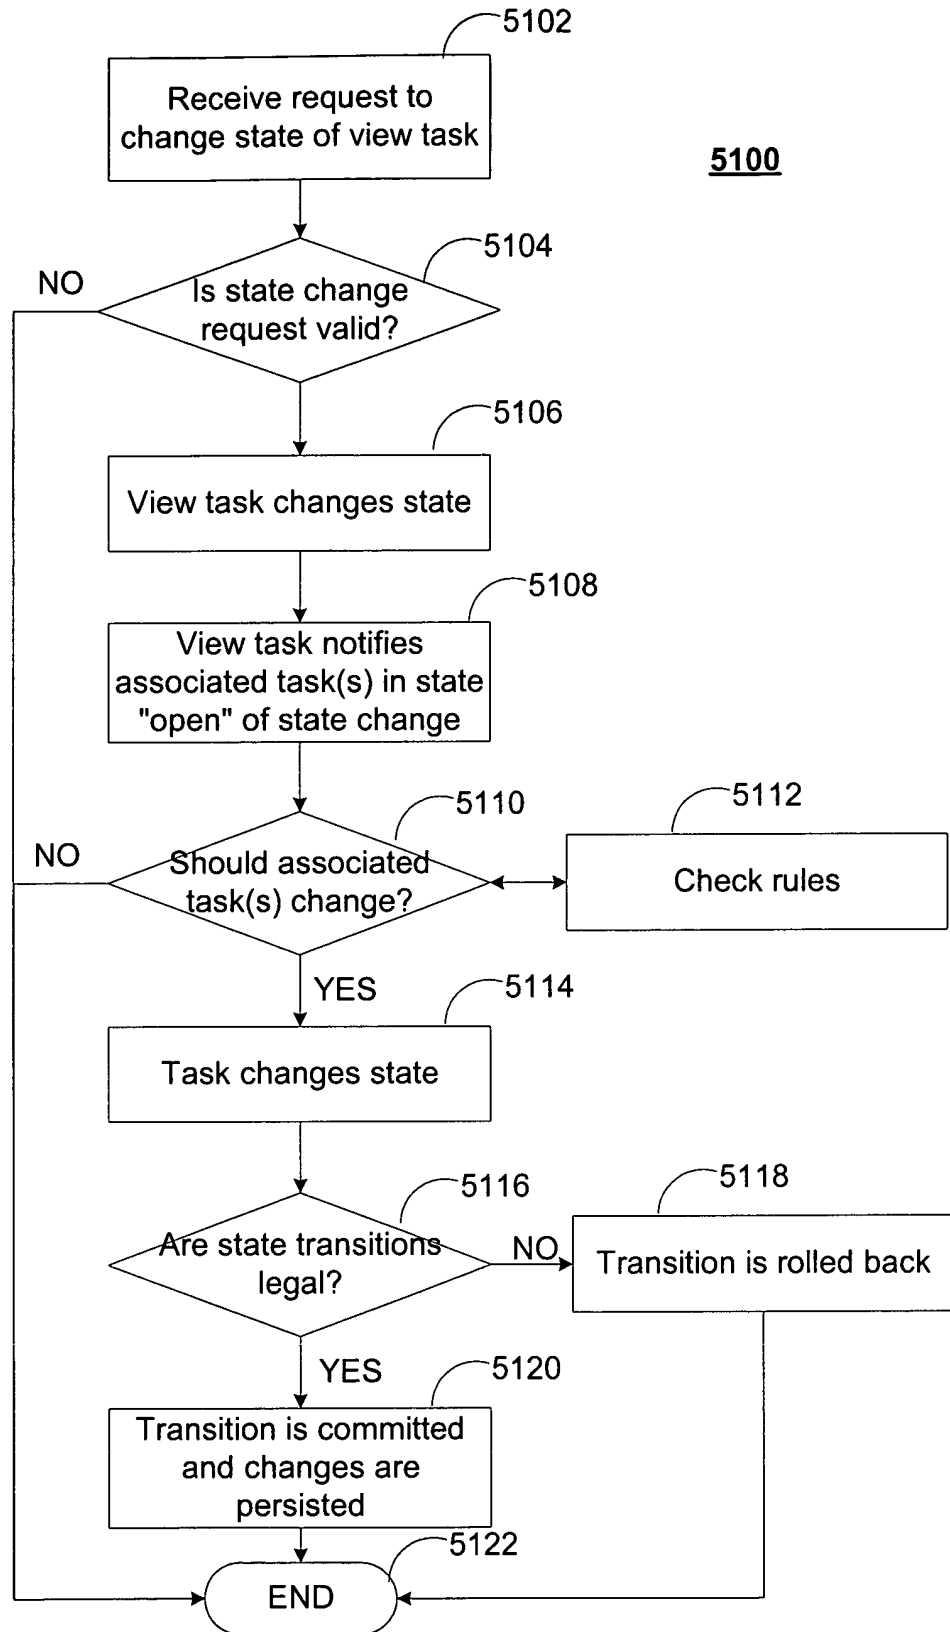 5102
Receive request to
change state of view task
5100
5104
NO
Is state change
request valid?
5106
View task changes state
5108
View task notifies
associated task(s) in state
"open" of state change
5110
5112
NO
Should associated
task(s) change?
Check rules
YES
5114
Task changes state
5116
5118
Are state transitions
legal?
NO
Transition is rolled back
YES
5120
Transition is committed
and changes are
persisted
5122
END